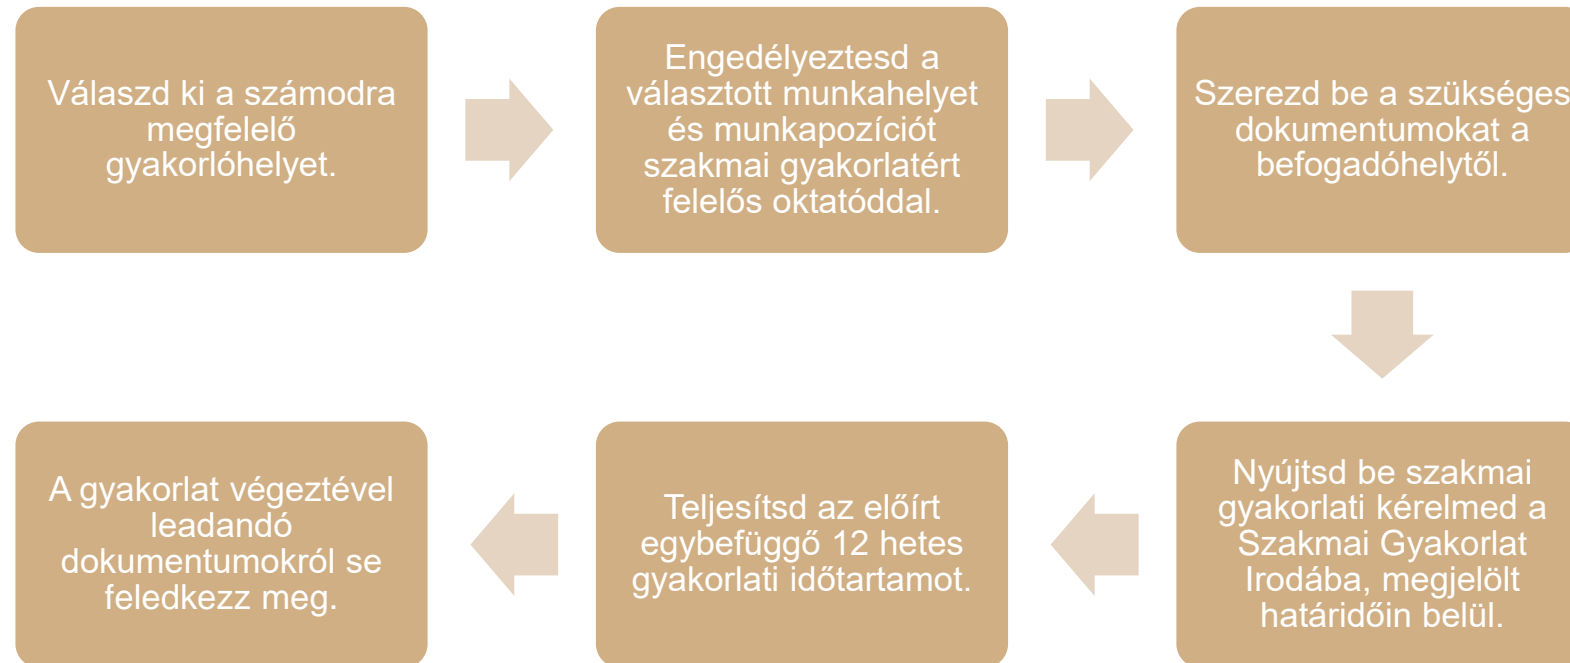 Válaszd ki a számodra
megfelelő
gyakorlóhelyet.
Engedélyeztesd a
választott munkahelyet
és munkapozíciót
szakmai gyakorlatért
felelős oktatóddal.
Szerezd be a szükséges
dokumentumokat a
befogadóhelytől.
Nyújtsd be szakmai
gyakorlati kérelmed a
Szakmai Gyakorlat
Irodába, megjelölt
határidőin belül.
Teljesítsd az előírt
egybefüggő 12 hetes
gyakorlati időtartamot.
A gyakorlat végeztével
leadandó
dokumentumokról se
feledkezz meg.